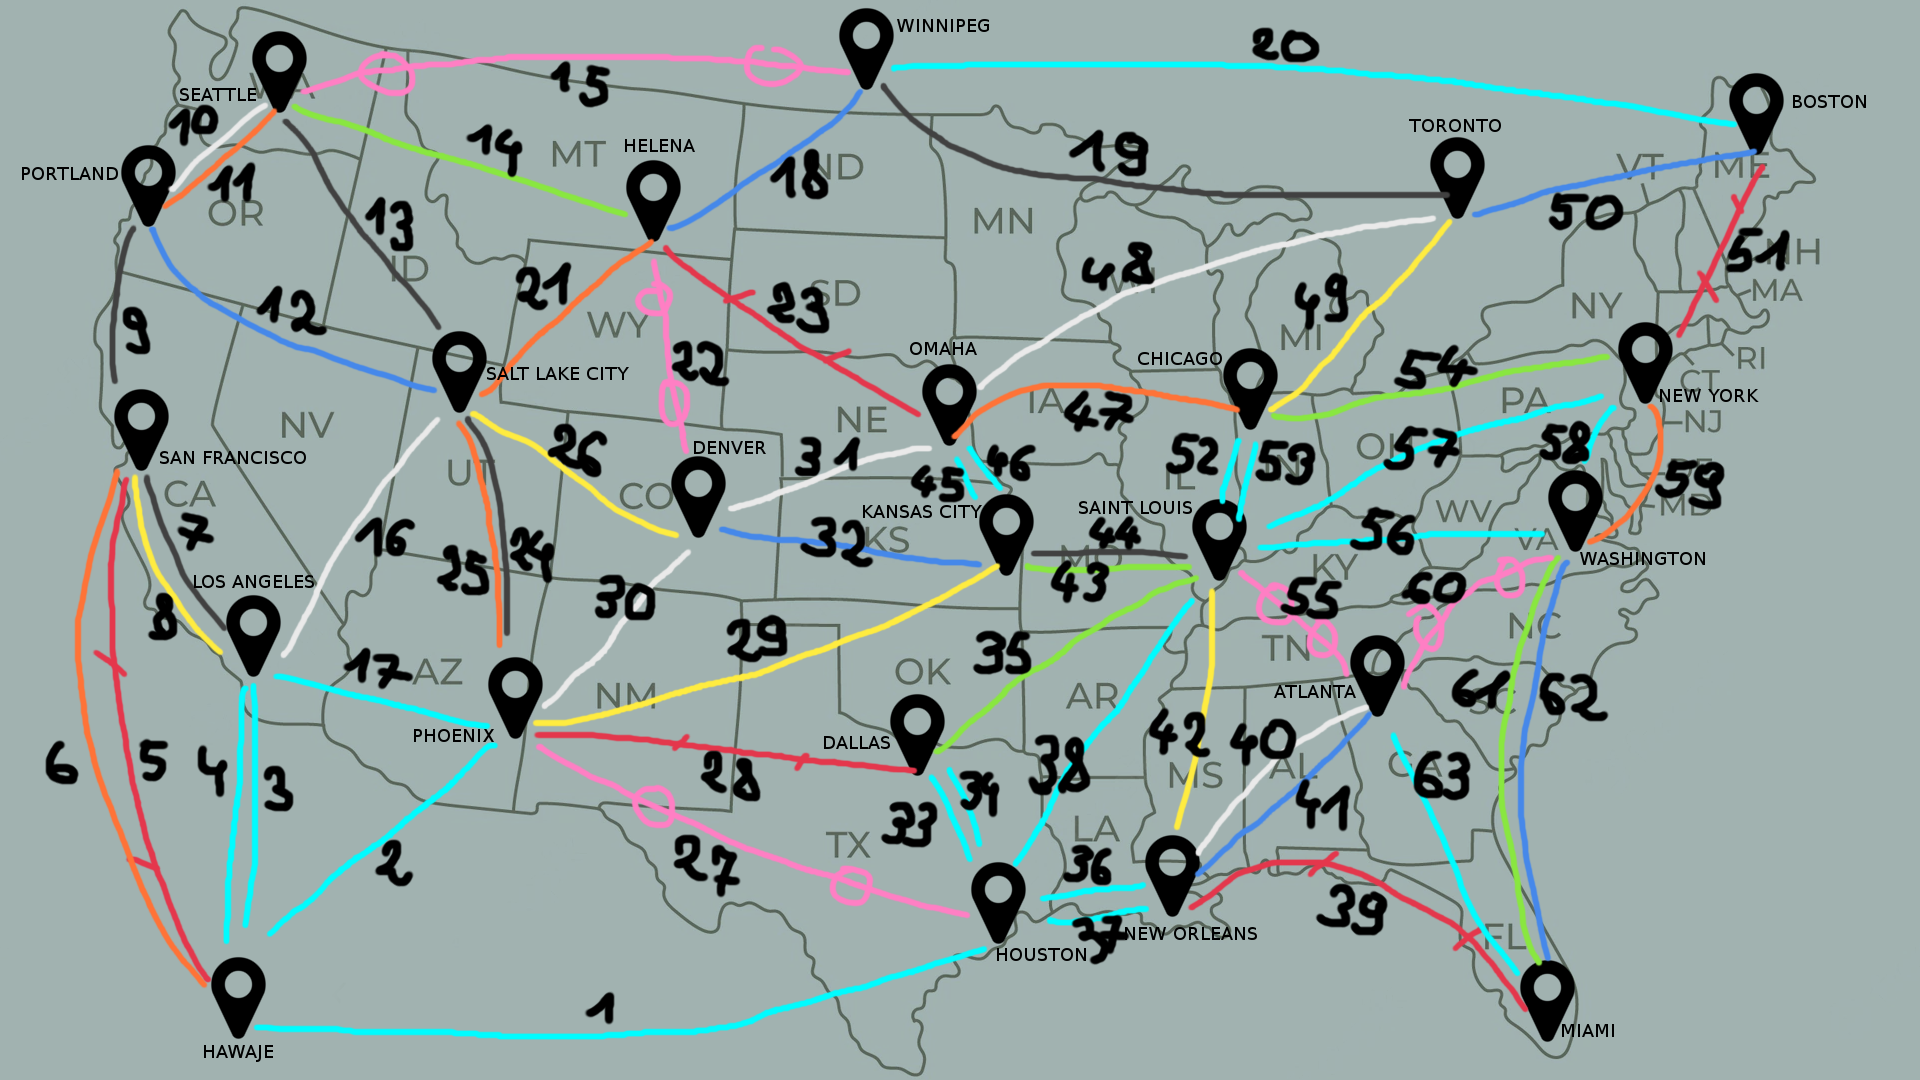 WINNIPEG
20
WA
15
SEATTLE
BOSTON
10
TORONTO
14
MT
HELENA
19
PORTLAND
11
OR
18
ND
VT
ME
13
MN
50
48
WI
51
NH
ID
21
WY
23
SD
49
MI
NY
MA
9
12
22
OMAHA
CHICAGO
54
RI
SALT LAKE CITY
CT
NEW YORK
NV
NE
IA
47
PA
NJ
26
DENVER
31
46
52
53
IN
OH
57
58
DE
SAN FRANCISCO
UT
CO
45
IL
59
CA
KANSAS CITY
SAINT LOUIS
WV
MD
7
16
25
24
32
KS
44
MO
56
VA
WASHINGTON
LOS ANGELES
43
KY
55
60
8
30
29
35
TN
NC
17
AZ
NM
OK
AR
ATLANTA
61
62
SC
PHOENIX
DALLAS
42
40
6
5
4
3
28
34
38
MS
AL
GA
63
33
41
2
27
TX
LA
36
39
37
NEW ORLEANS
FL
HOUSTON
1
MIAMI
HAWAJE